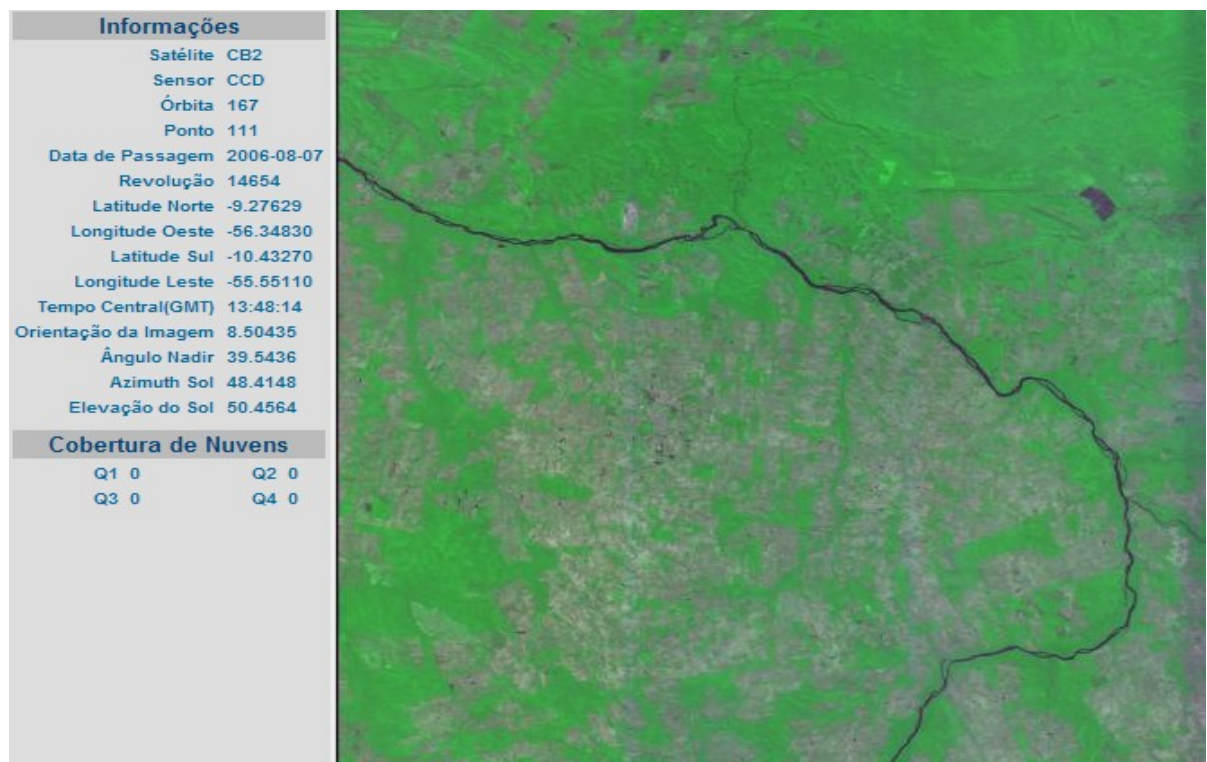 Informações
Satélite CB2
Sensor CCD
Órbita 167
Ponto 111
Data de Passagem 2006-08-07
Revolução 14654
Latitude Norte -9.27629
Longitude Oeste -56.34830
Latitude Sul -10.43270
Longitude Leste -55.55110
Tempo Central(GMT) 13:48:14
Orientação da Imagem 8.50435
Ângulo Nadir 39.5436
Azimuth Sol 48.4148
Elevação do Sol 50.4564
Cobertura de Nuvens
Q1 0 Q2 0
Q3 0 Q4 0